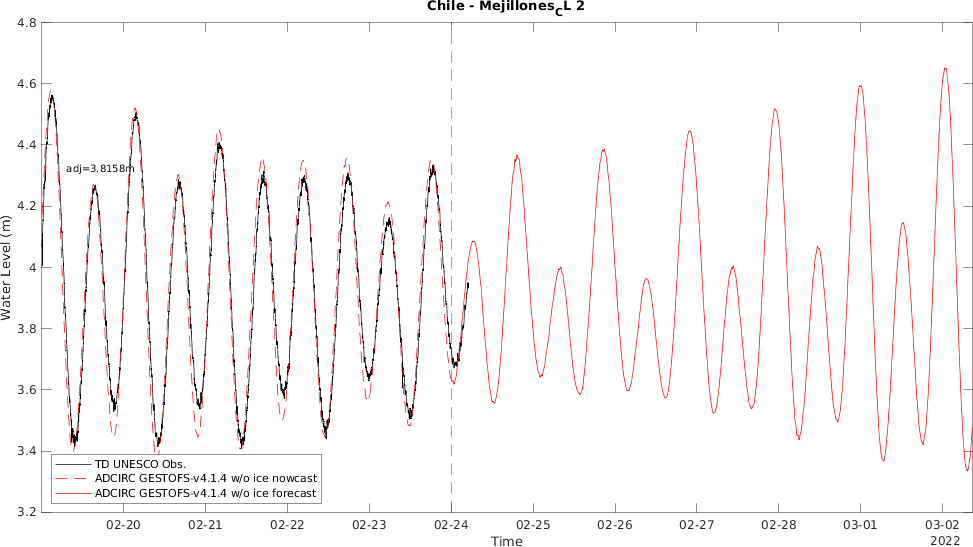 Chile - Mejillones_CL 2
Water Level (m)
4.8
4.6
4.4
4.2
4
3.8
3.6
3.4
3.2
adj=3.8158m
TD UNESCO Obs.
ADCIRC GESTOFS-v4.1.4 w/o ice nowcast
ADCIRC GESTOFS-v4.1.4 w/o ice forecast
02-20 02-21 02-22 02-23 02-24 02-25 02-26 02-27 02-28 03-01 03-02
Time 2022